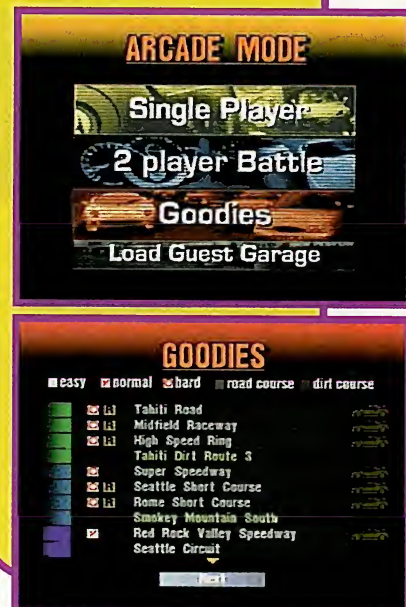 ARCADE MODE
Single Player
2 player Battle
Goodies
Load Guest Garage
GOODIES
easy normal hard road course dirt course
R Tahiti Road
R Midfield Raceway
R High Speed Ring
Tahiti Dirt Route 3
Super Speedway
R Seattle Short Course
R Rome Short Course
Smokey Mountain South
Red Rock Valley Speedway
Seattle Circuit